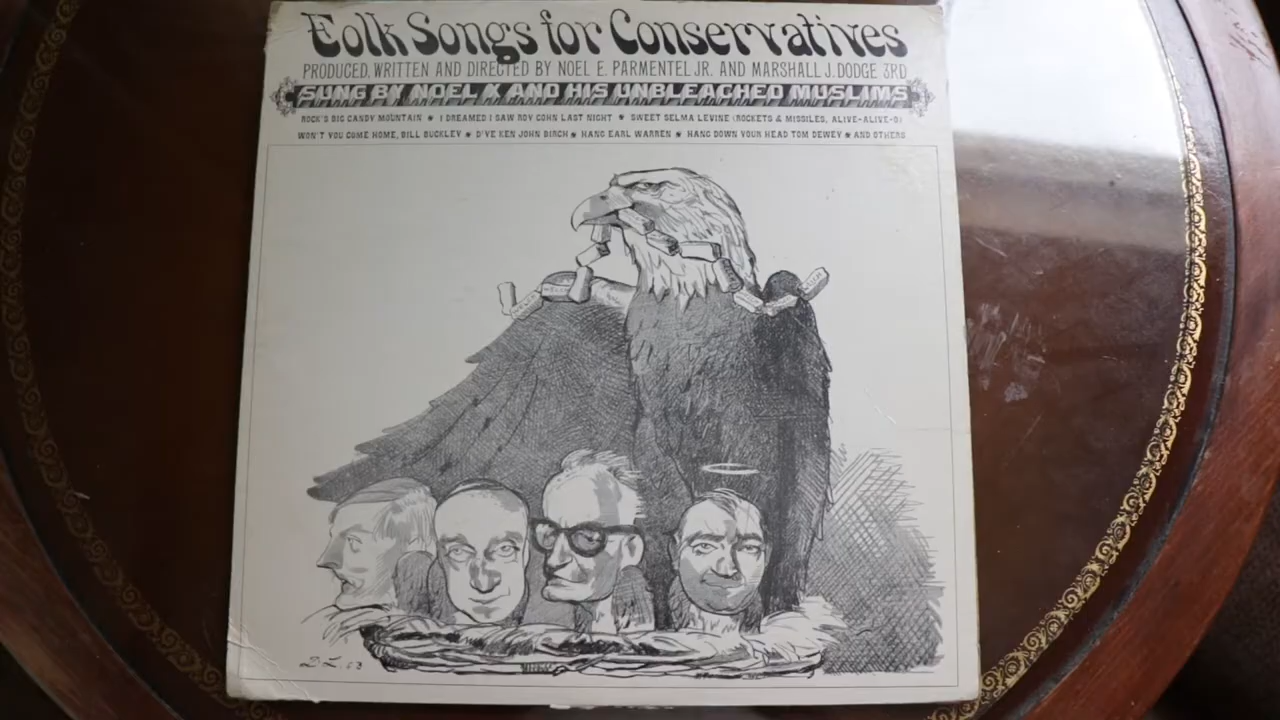 Folk Songs for Conservatives
PRODUCED, WRITTEN AND DIRECTED BY NOEL E. PARMENTEL JR. AND MARSHALL J. DODGE 3RD
SUNG BY NOEL X AND HIS UNBLEACHED MUSLIMS
ROCK'S BIG CANDY MOUNTAIN * I DREAMED I SAW ROY COHN LAST NIGHT * SWEET SELMA LEVINE (ROCKETS & MISSILES, ALIVE-ALIVE-O)
WON'T YOU COME HOME, BILL BUCKLEY * D'YE KEN JOHN BIRCH * HANG EARL WARREN * HANG DOWN YOUR HEAD TOM DEWEY * AND OTHERS
D L . 63